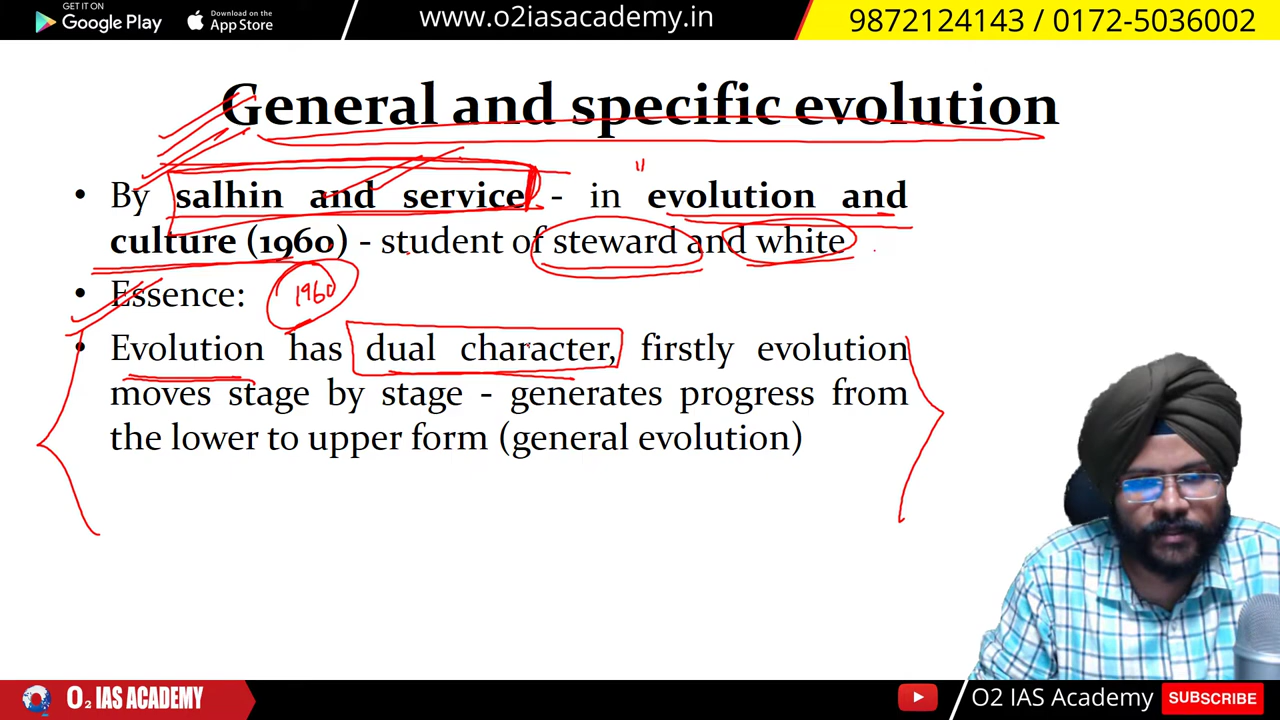 GET IT ON
Google Play
Download on the
App Store
www.o2iasacademy.in
9872124143 / 0172-5036002
General and specific evolution
• By salhin and service - in " evolution and
culture (1960) - student of steward and white
• Essence:
1960
• Evolution has dual character, firstly evolution
moves stage by stage - generates progress from
the lower to upper form (general evolution)
O2 IAS ACADEMY
O2 IAS Academy
SUBSCRIBE